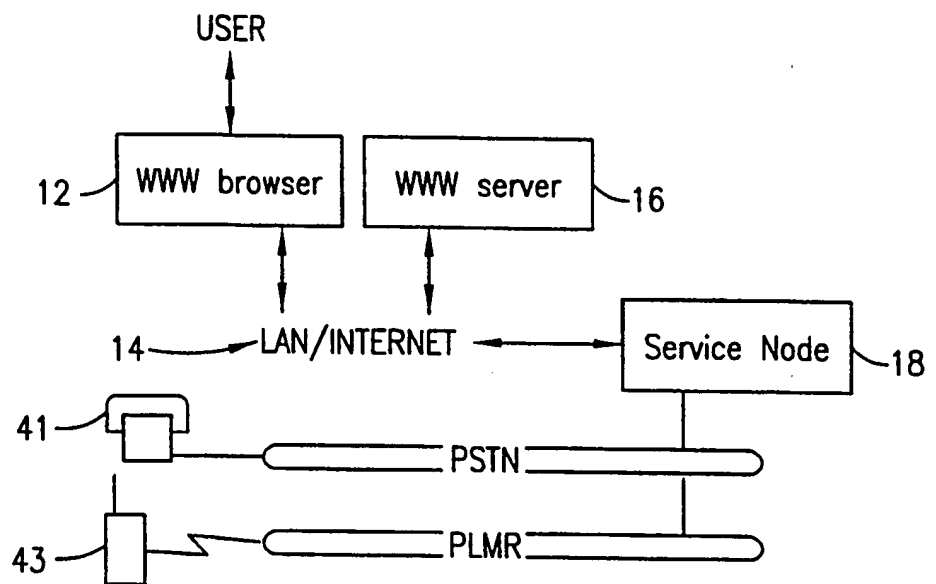 USER
12 WWW browser WWW server 16
14 LAN/INTERNET Service Node 18
41 PSTN
43 PLMR